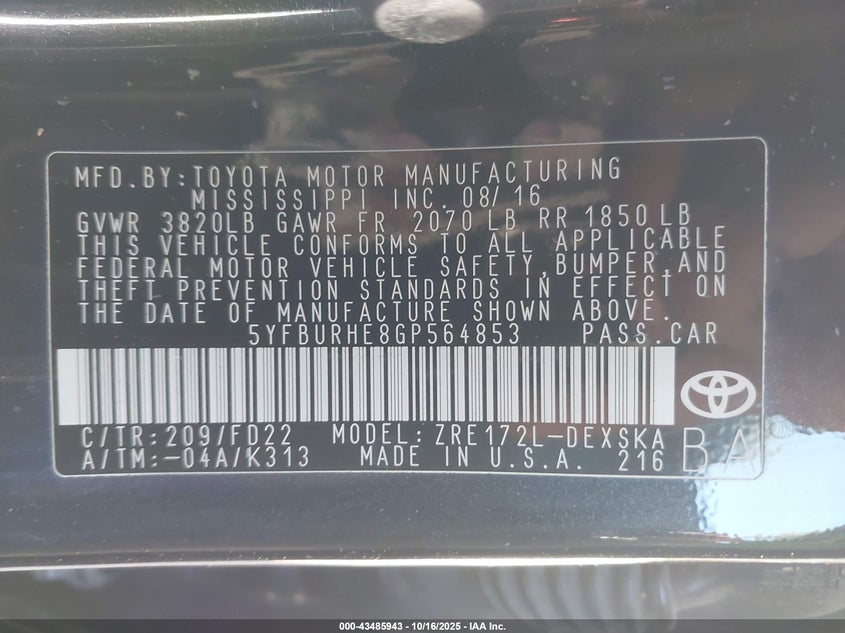 MFD.BY:TOYOTA MOTOR MANUFACTURING
MISSISSIPPI INC. 08/16
GVWR 3820LB GAWR FR 2070 LB RR 1850 LB
THIS VEHICLE CONFORMS TO ALL APPLICABLE
FEDERAL MOTOR VEHICLE SAFETY,BUMPER,AND
THEFT PREVENTION STANDARDS IN EFFECT ON
THE DATE OF MANUFACTURE SHOWN ABOVE.
5YFBURHE8GP564853 PASS.CAR
C/TR:209/FD22 MODEL:ZRE172L-DEXSKA
A/TM:-04A/K313 MADE IN U.S.A. 216 BA
000-43485943 - 10/16/2025 - IAA Inc.